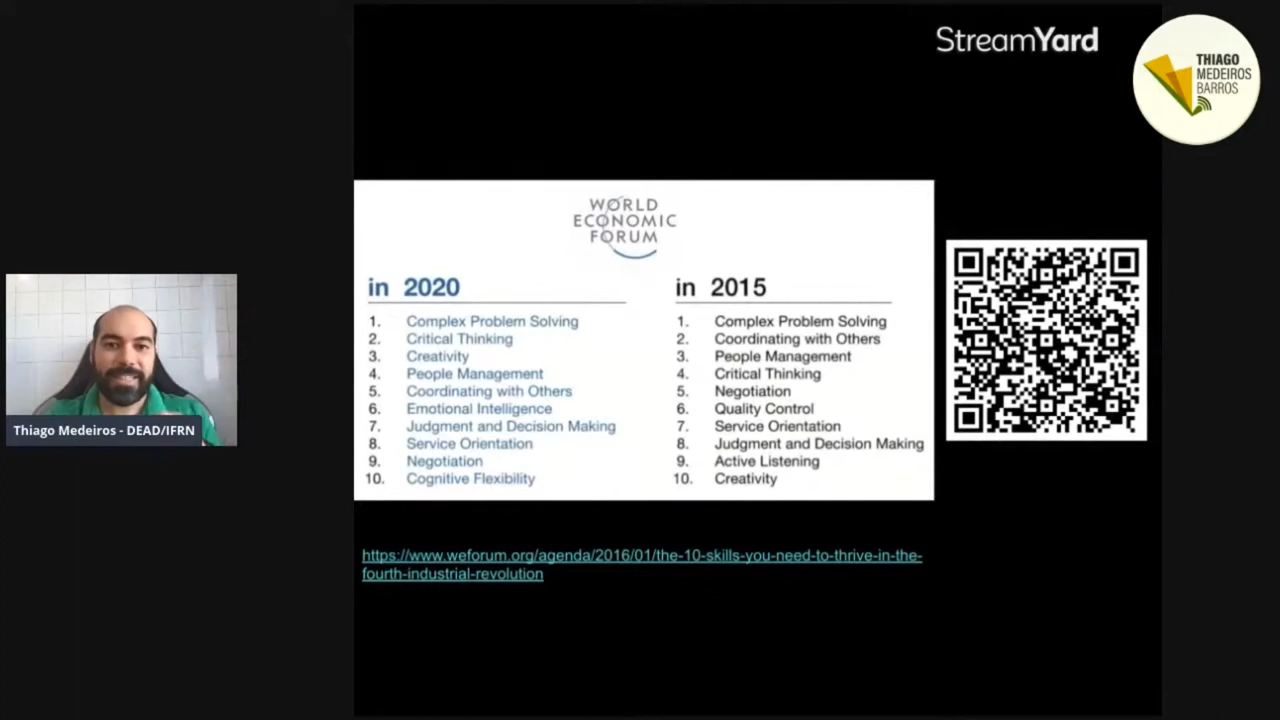 StreamYard
THIAGO
MEDEIROS
BARROS
WORLD
ECONOMIC
FORUM
in 2020
1. Complex Problem Solving
2. Critical Thinking
3. Creativity
4. People Management
5. Coordinating with Others
6. Emotional Intelligence
7. Judgment and Decision Making
8. Service Orientation
9. Negotiation
10. Cognitive Flexibility
in 2015
1. Complex Problem Solving
2. Coordinating with Others
3. People Management
4. Critical Thinking
5. Negotiation
6. Quality Control
7. Service Orientation
8. Judgment and Decision Making
9. Active Listening
10. Creativity
Thiago Medeiros - DEAD/IFRN
https://www.weforum.org/agenda/2016/01/the-10-skills-you-need-to-thrive-in-the-
fourth-industrial-revolution